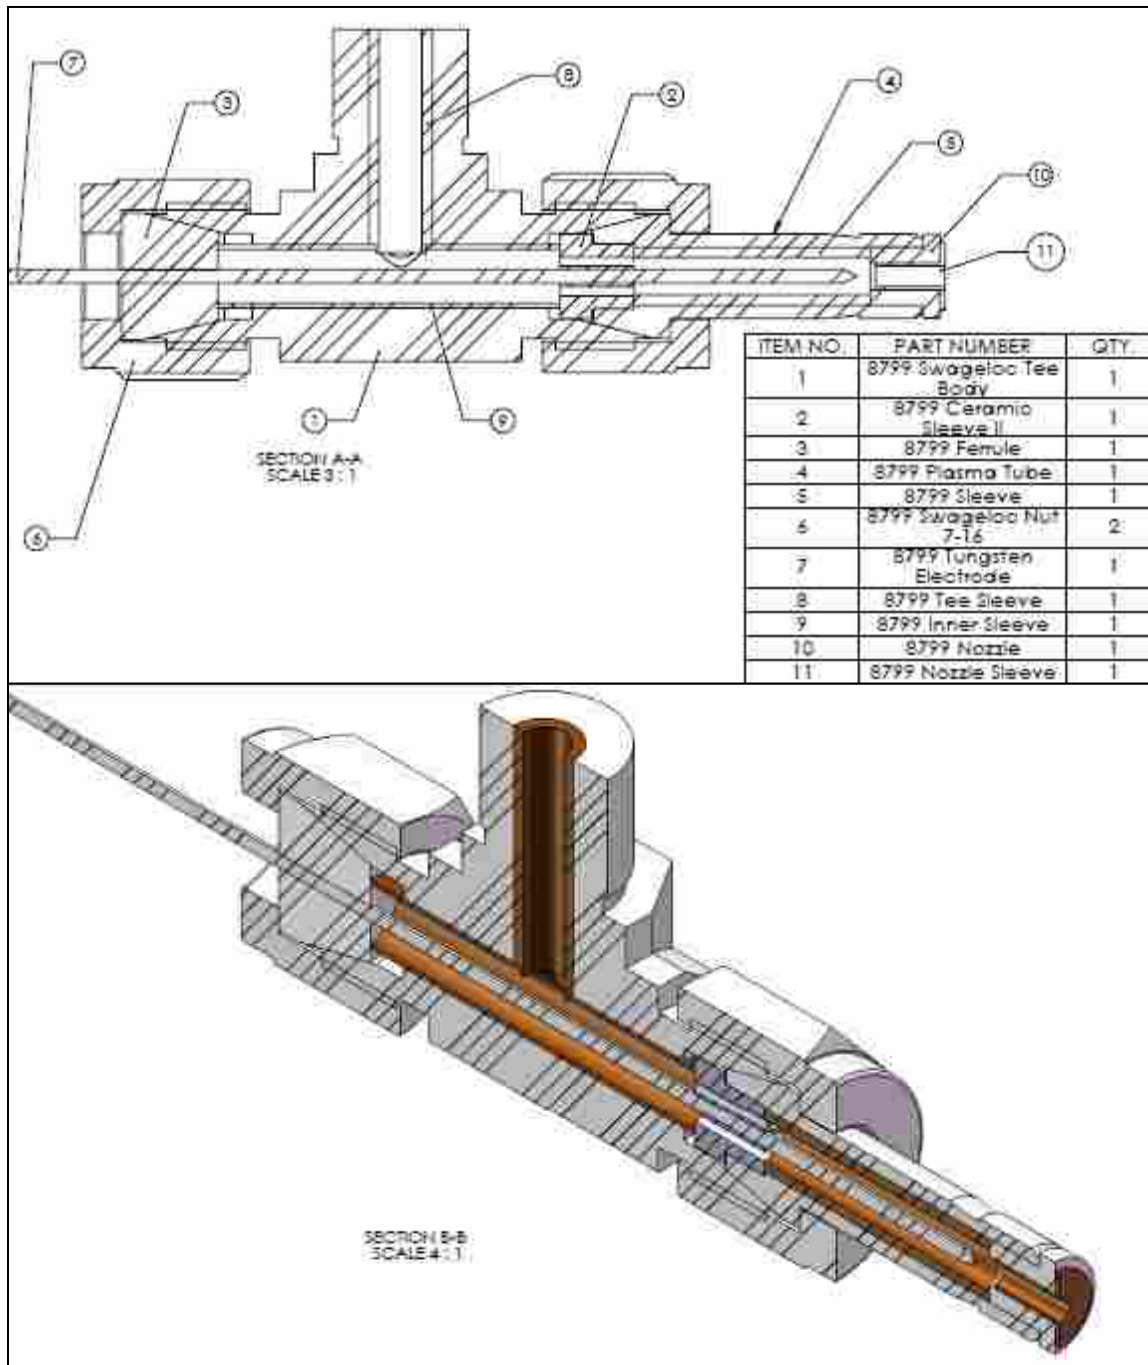 7
3
8
2
4
5
10
11
1
9
6
SECTION A-A
SCALE 3 : 1
ITEM NO. PART NUMBER QTY.
1 8799 Swageloc Tee Body 1
2 8799 Ceramic Sleeve II 1
3 8799 Ferrule 1
4 8799 Plasma Tube 1
5 8799 Sleeve 1
6 8799 Swageloc Nut 7-16 2
7 8799 Tungsten Electrode 1
8 8799 Tee Sleeve 1
9 8799 Inner Sleeve 1
10 8799 Nozzle 1
11 8799 Nozzle Sleeve 1
SECTION B-B
SCALE 4 : 1